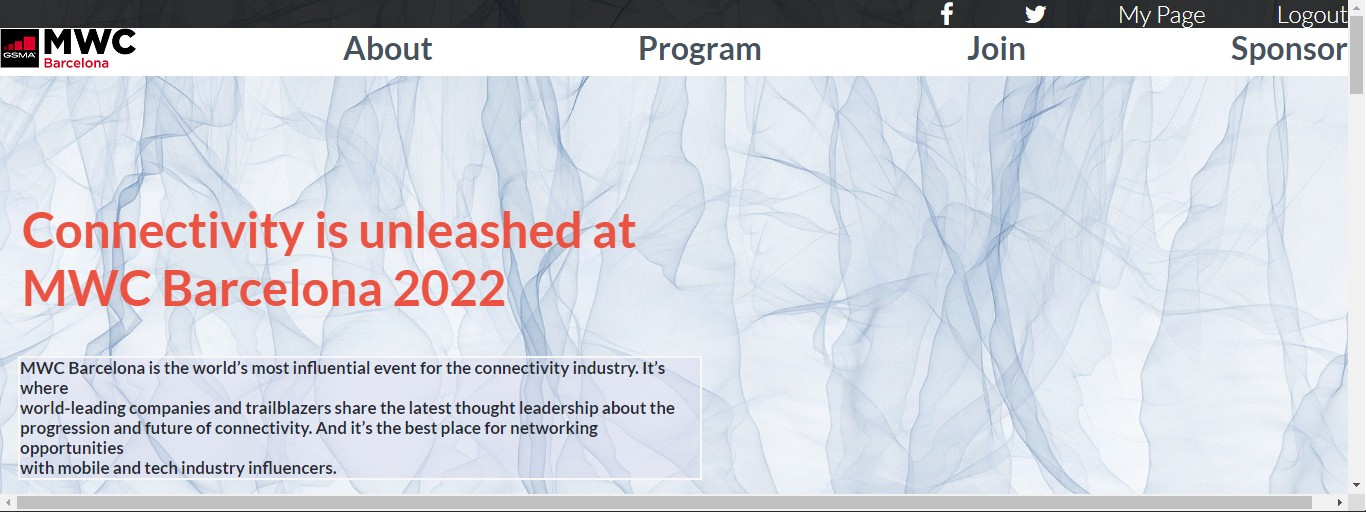 My Page Logout
GSMA MWC Barcelona
About Program Join Sponsor
Connectivity is unleashed at
MWC Barcelona 2022
MWC Barcelona is the world’s most influential event for the connectivity industry. It’s
where
world-leading companies and trailblazers share the latest thought leadership about the
progression and future of connectivity. And it’s the best place for networking
opportunities
with mobile and tech industry influencers.